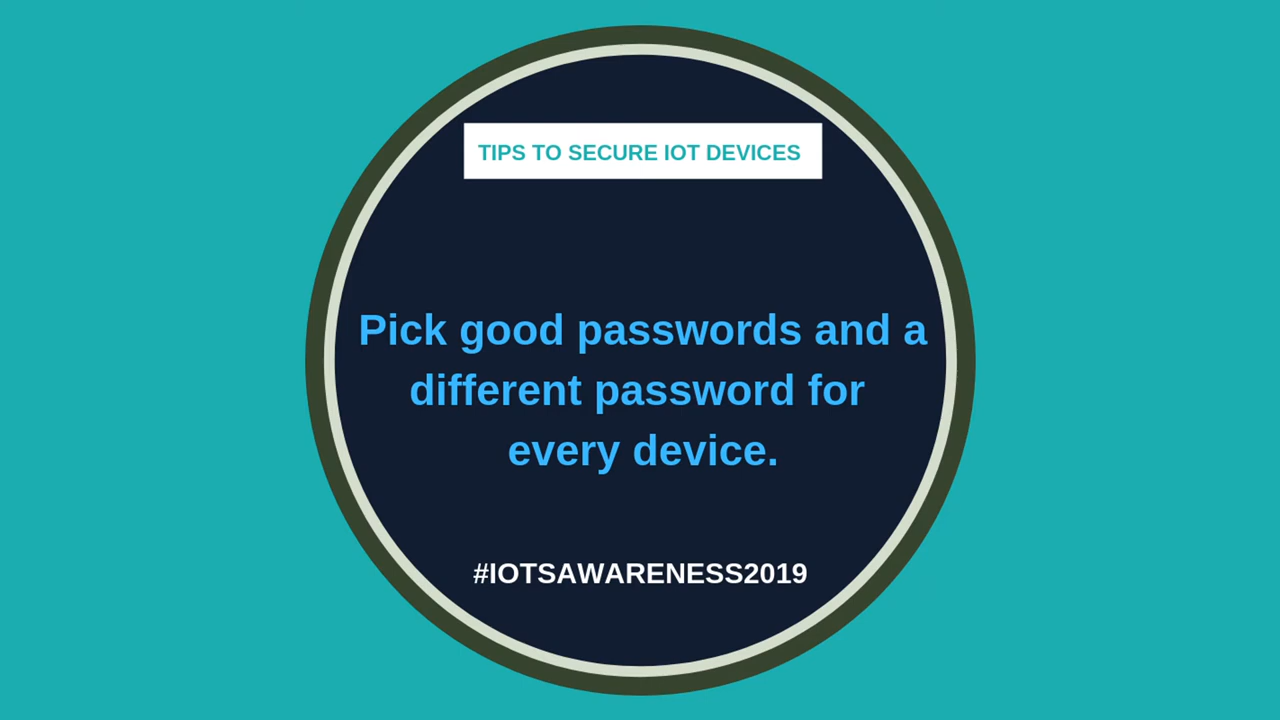 TIPS TO SECURE IOT DEVICES
Pick good passwords and a
different password for
every device.
#IOTSAWARENESS2019